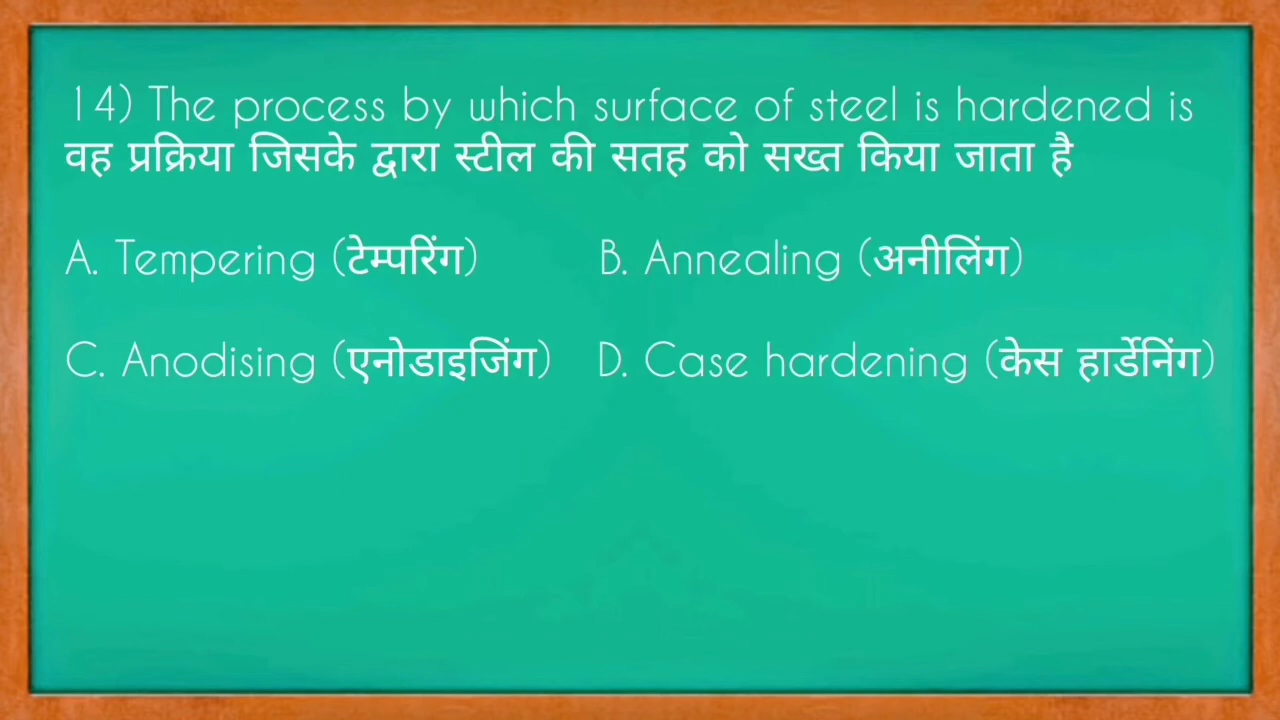 14) The process by which surface of steel is hardened is
वह प्रक्रिया जिसके द्वारा स्टील की सतह को सख्त किया जाता है
A. Tempering (टेम्परिंग) B. Annealing (अनीलिंग)
C. Anodising (एनोडाइजिंग) D. Case hardening (केस हार्डेनिंग)